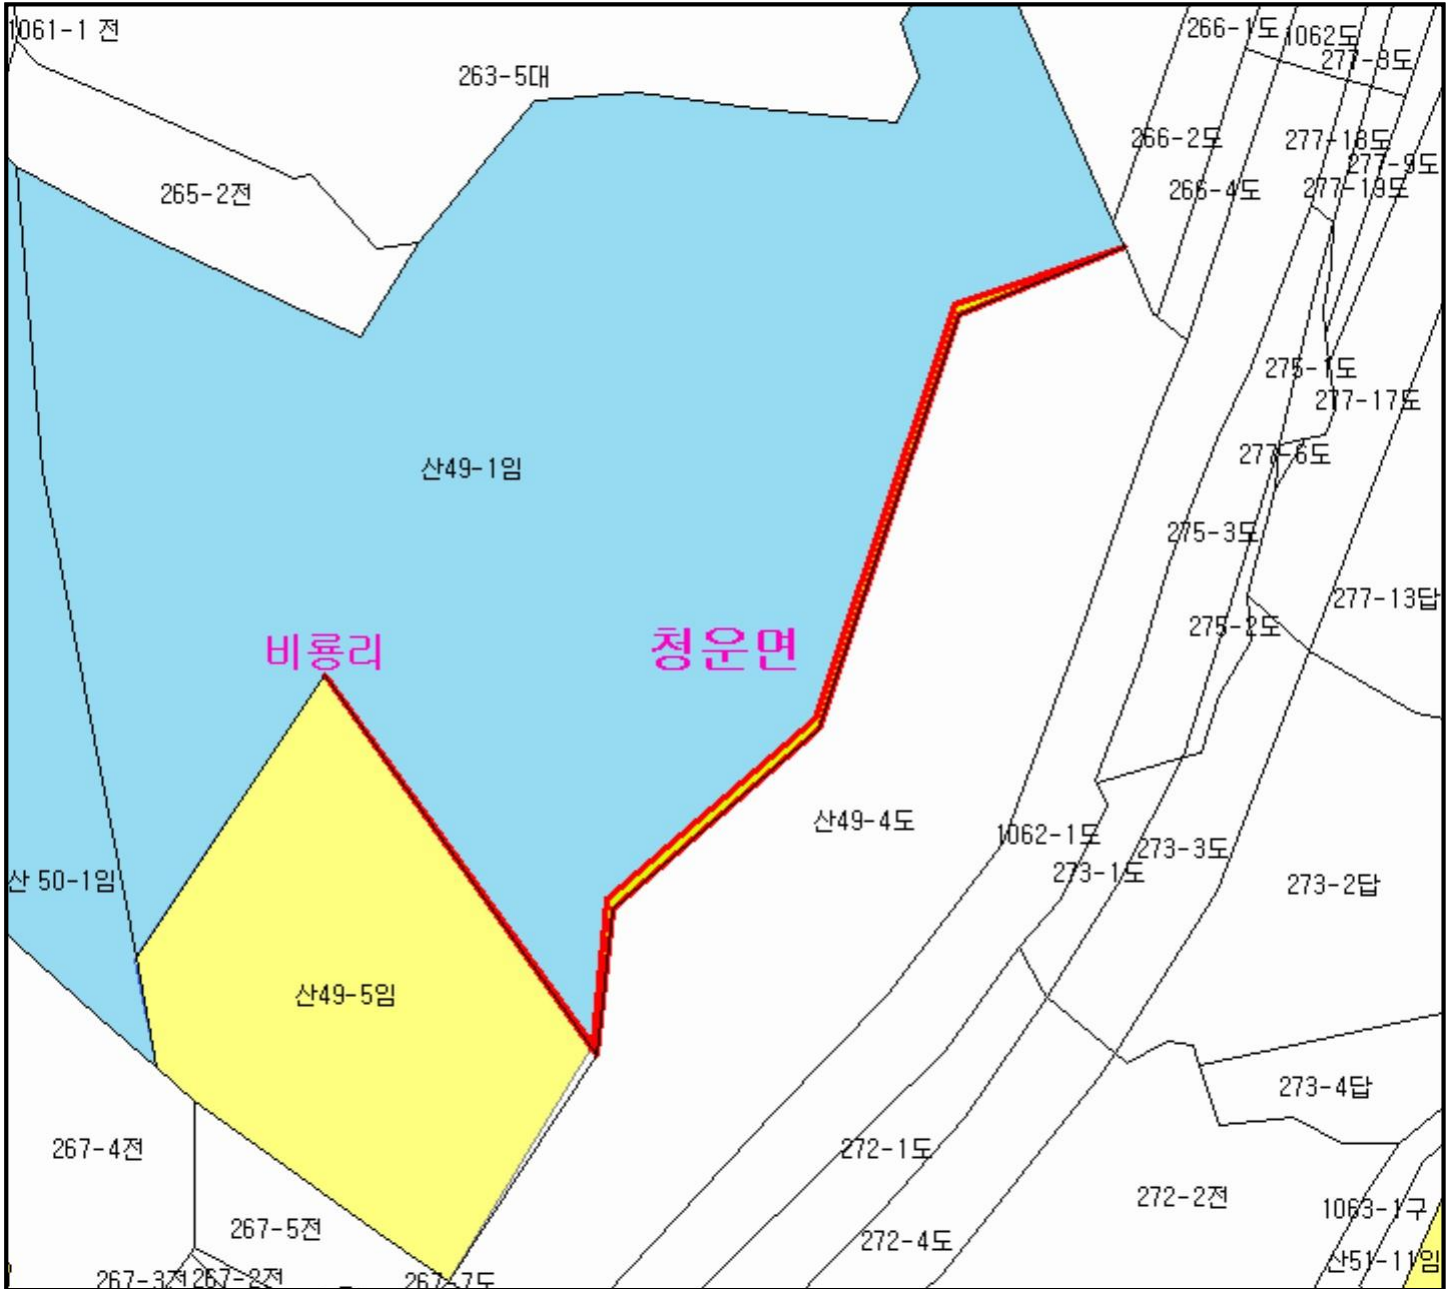 1061-1 전
266-1도
1062도
277-8도
263-5대
266-2도
277-18도
277-9도
265-2전
266-4도
277-19도
275-1도
277-17도
산49-1임
277-6도
275-3도
277-13답
275-2도
비룡리
청운면
산49-4도
1062-1도
273-3도
273-1도
산 50-1임
273-2답
산49-5임
273-4답
267-4전
272-1도
272-2전
1063-1구
267-5전
272-4도
산51-11임
267-3전
267-2전
267-7도